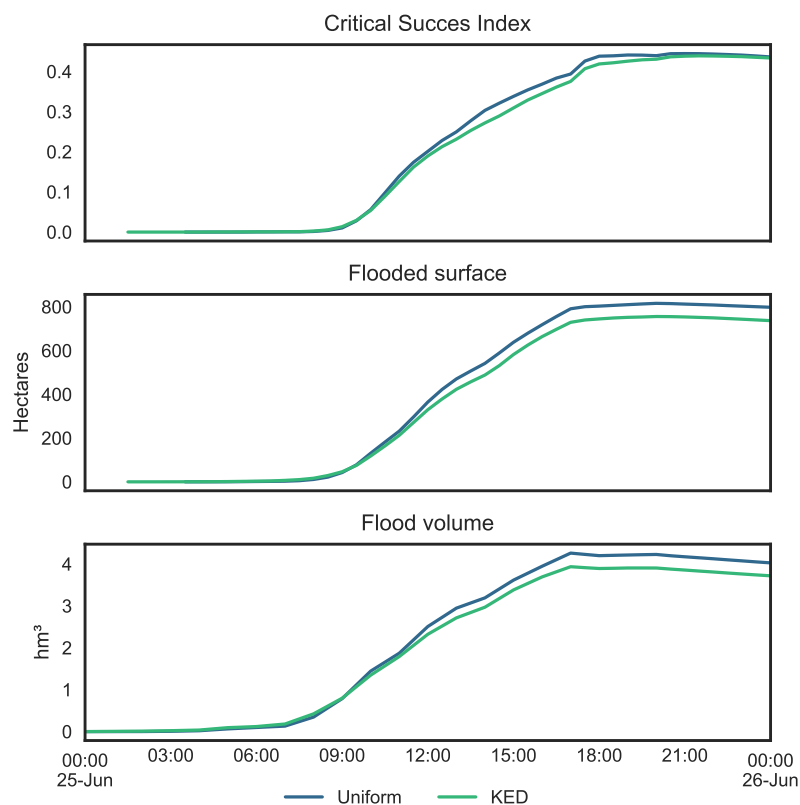 Critical Succes Index
0.4
0.3
0.2
0.1
0.0
Flooded surface
800
600
400
200
0
Hectares
Flood volume
4
3
2
1
0
hm³
00:00 03:00 06:00 09:00 12:00 15:00 18:00 21:00 00:00
25-Jun 26-Jun
Uniform KED